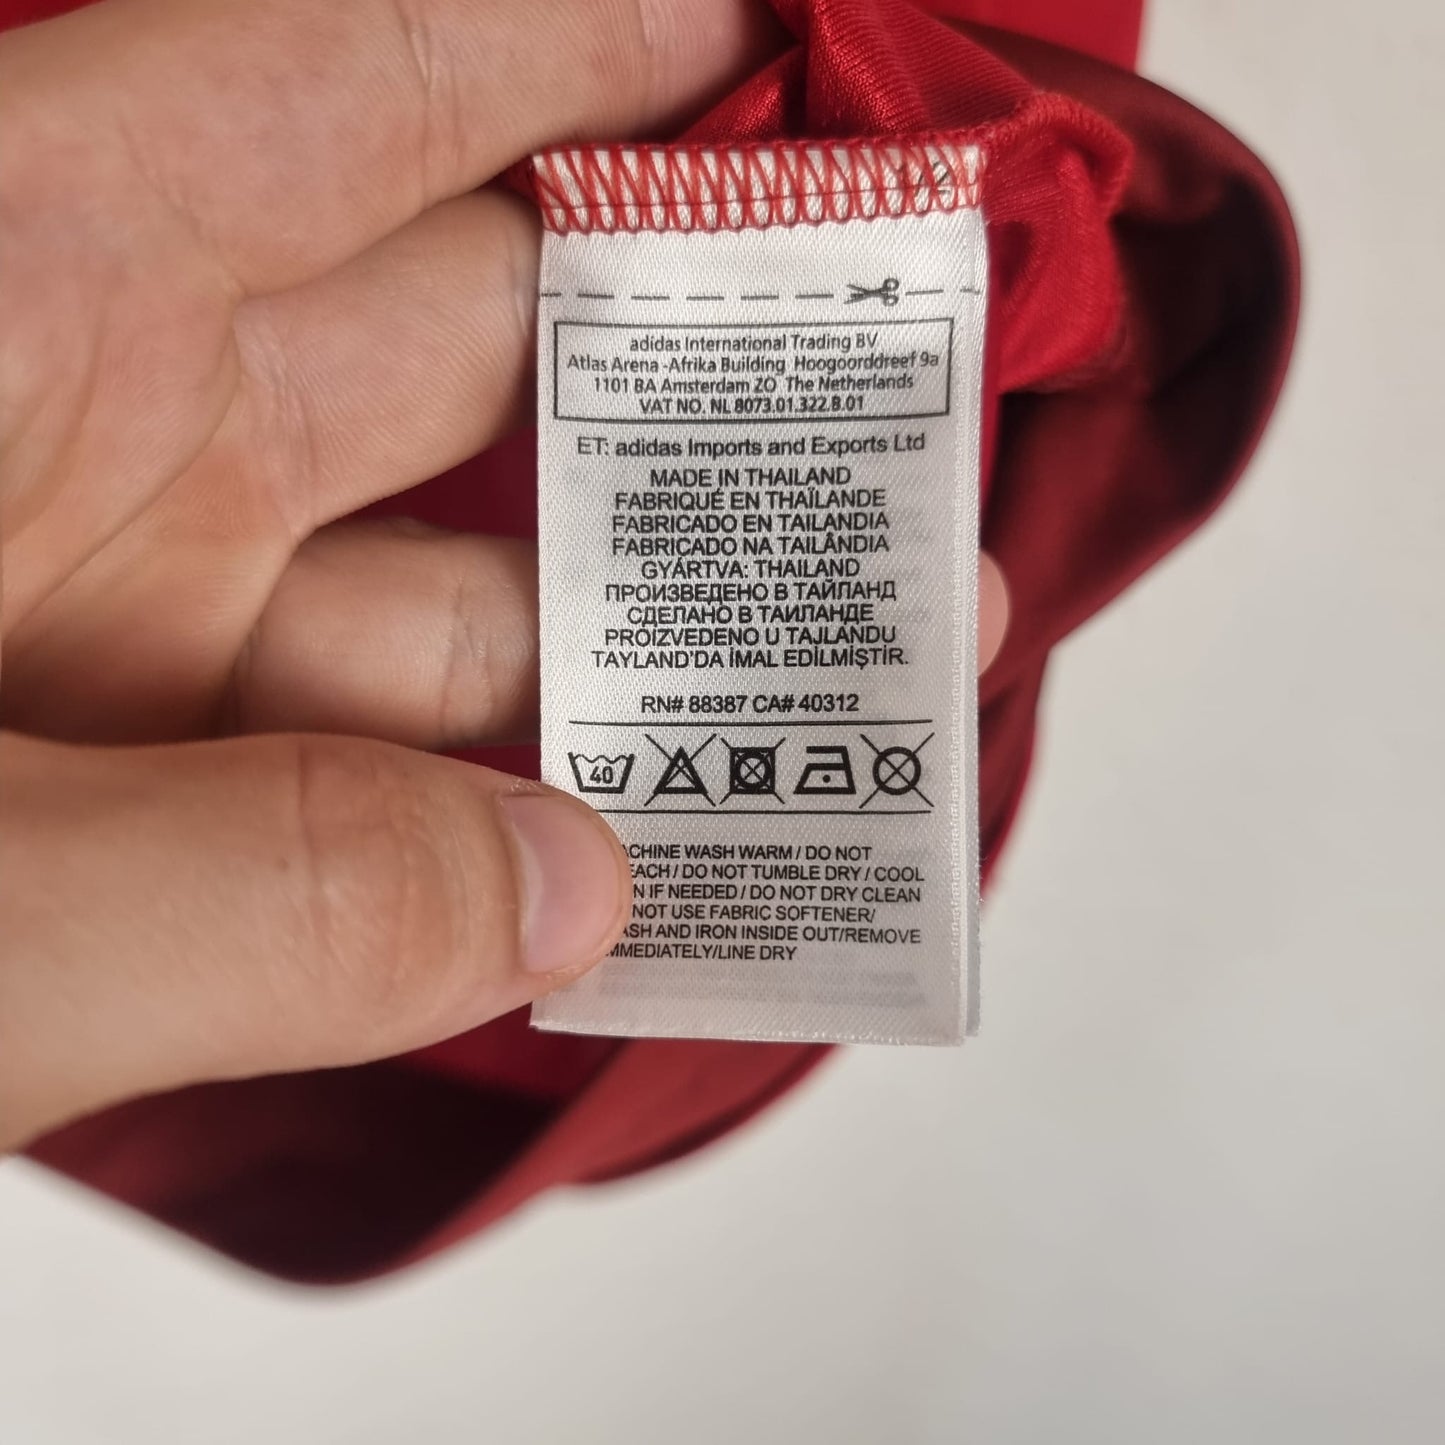 1/2
adidas International Trading BV
Atlas Arena -Afrika Building Hoogoorddreef 9a
1101 BA Amsterdam ZO The Netherlands
VAT NO. NL 8073.01.322.B.01
ET: adidas Imports and Exports Ltd
MADE IN THAILAND
FABRIQUÉ EN THAÏLANDE
FABRICADO EN TAILANDIA
FABRICADO NA TAILÂNDIA
GYÁRTVA: THAILAND
ПРОИЗВЕДЕНО В ТАЙЛАНД
СДЕЛАНО В ТАИЛАНДЕ
PROIZVEDENO U TAJLANDU
TAYLAND'DA İMAL EDİLMİŞTİR.
RN# 88387 CA# 40312
40
ACHINE WASH WARM / DO NOT
EACH / DO NOT TUMBLE DRY / COOL
N IF NEEDED / DO NOT DRY CLEAN
NOT USE FABRIC SOFTENER/
ASH AND IRON INSIDE OUT/REMOVE
MMEDIATELY/LINE DRY